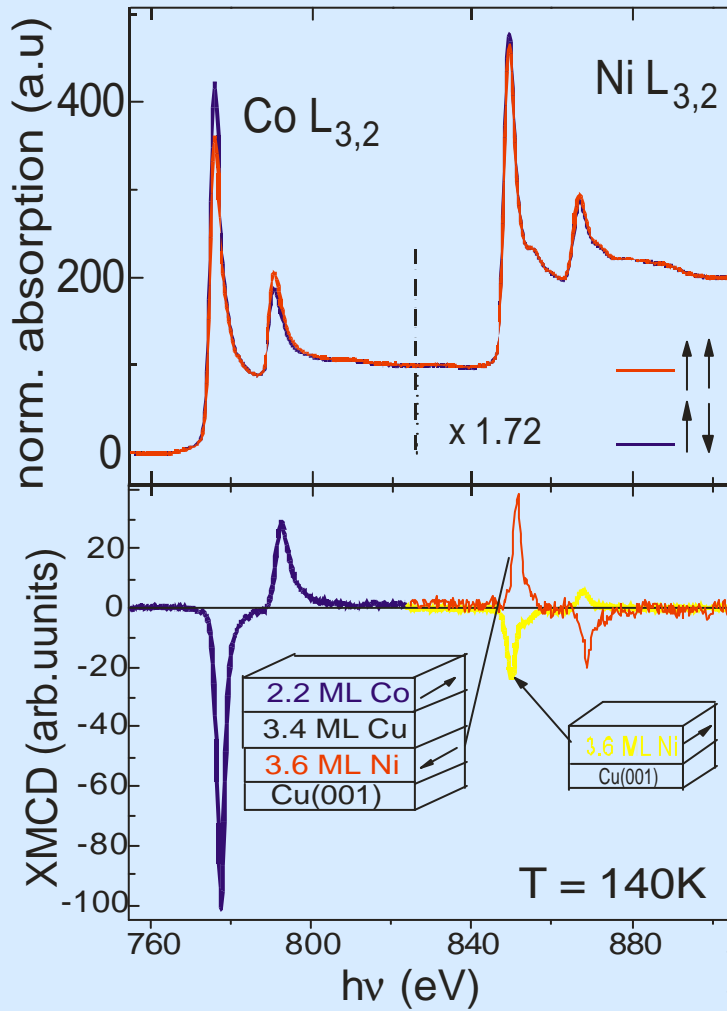 norm. absorption (a.u)
400
200
0
Co L3,2
Ni L3,2
x 1.72
XMCD (arb.uunits)
20
0
-20
-40
-60
-80
-100
2.2 ML Co
3.4 ML Cu
3.6 ML Ni
Cu(001)
3.6 ML Ni
Cu(001)
T = 140K
760
800
840
880
hν (eV)